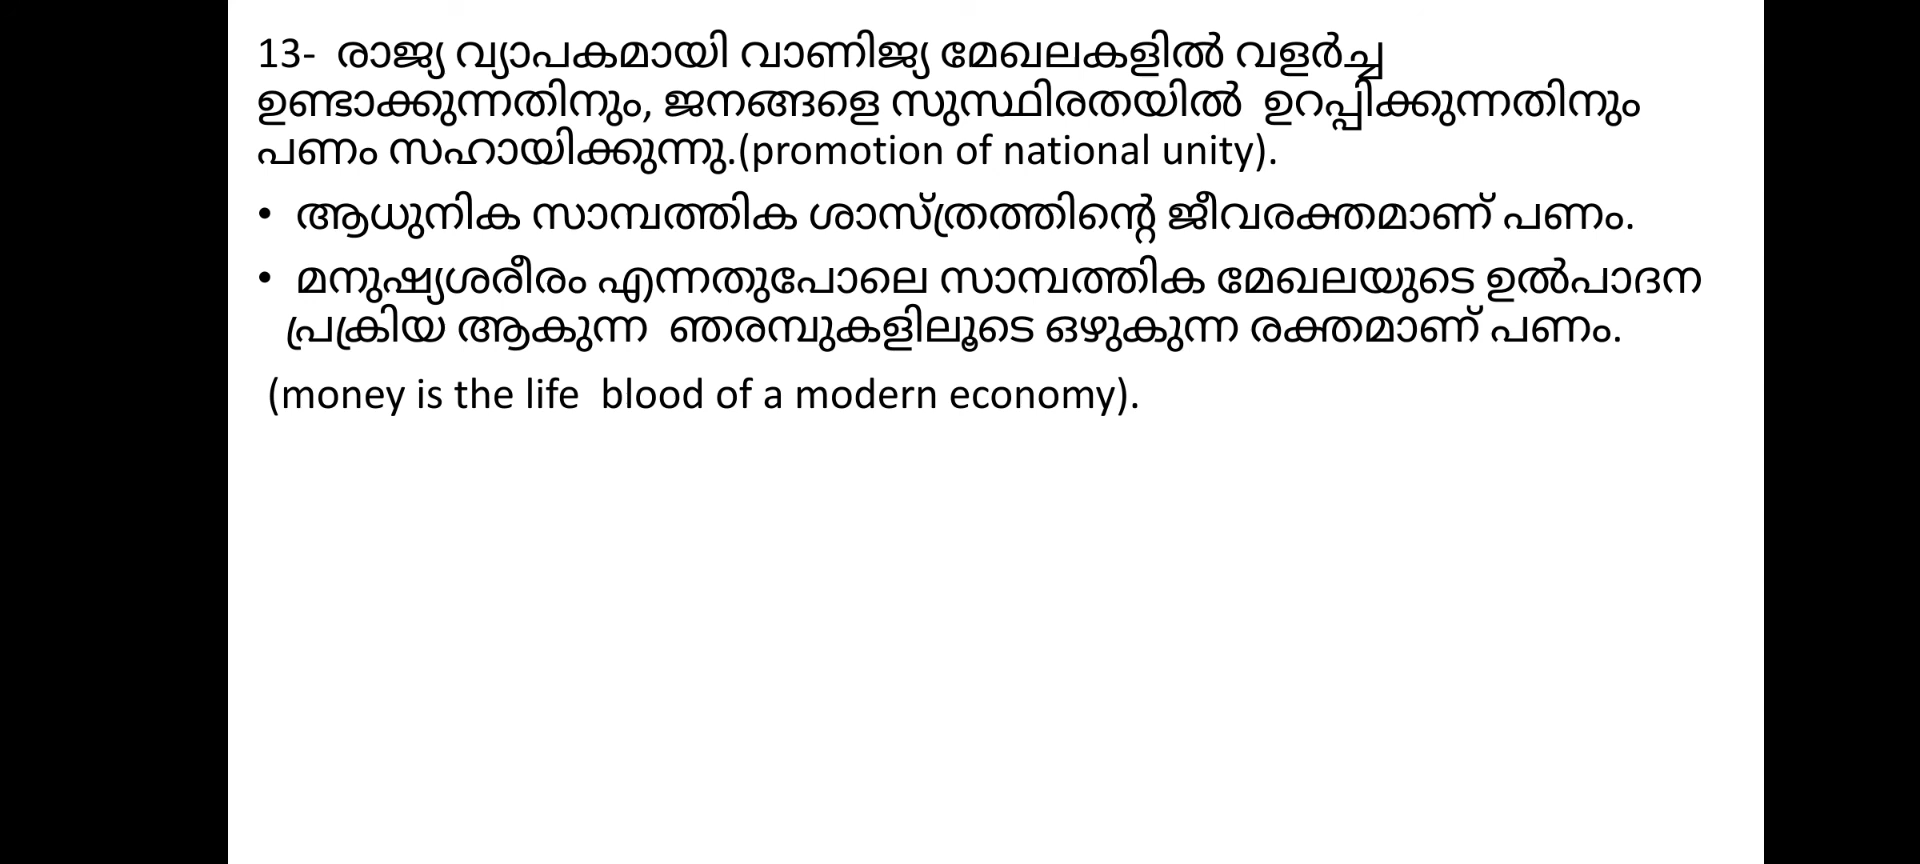 13-  രാജ്യ വ്യാപകമായി വാണിജ്യ മേഖലകളിൽ വളർച്ച
ഉണ്ടാക്കുന്നതിനും, ജനങ്ങളെ സുസ്ഥിരതയിൽ  ഉറപ്പിക്കുന്നതിനും
പണം സഹായിക്കുന്നു.(promotion of national unity).
• ആധുനിക സാമ്പത്തിക ശാസ്ത്രത്തിന്റെ ജീവരക്തമാണ് പണം.
• മനുഷ്യശരീരം എന്നതുപോലെ സാമ്പത്തിക മേഖലയുടെ ഉൽപാദന
പ്രക്രിയ ആകുന്ന  ഞരമ്പുകളിലൂടെ ഒഴുകുന്ന രക്തമാണ് പണം.
(money is the life  blood of a modern economy).